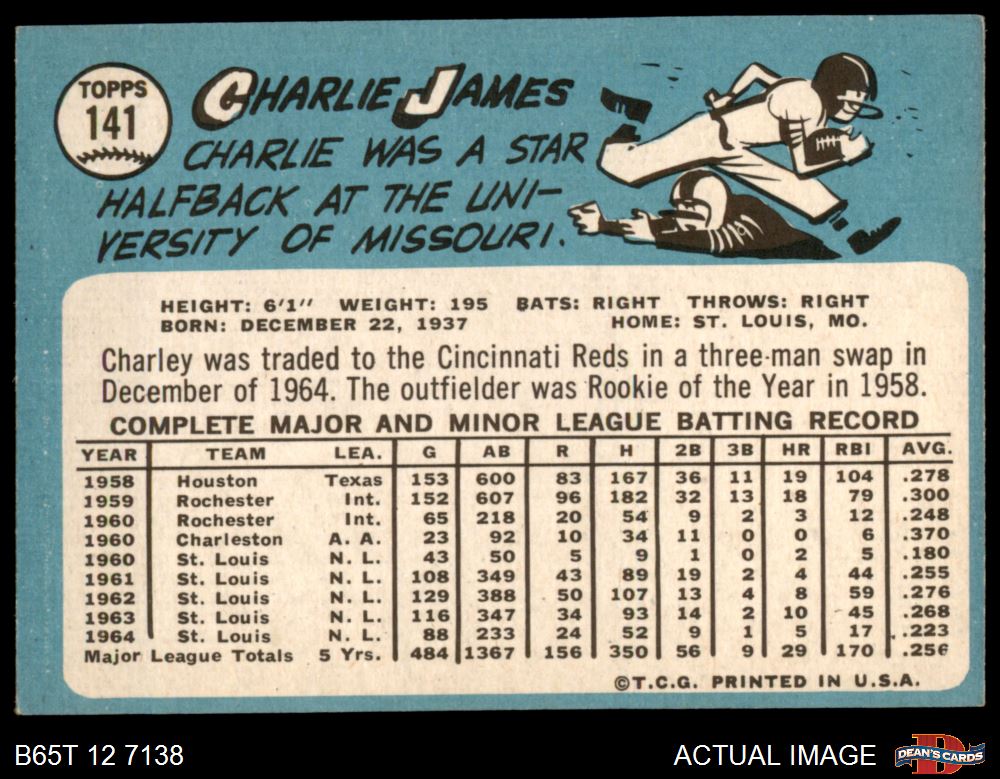 TOPPS
141
CHARLIE JAMES
CHARLIE WAS A STAR
HALFBACK AT THE UNI-
VERSITY OF MISSOURI.
19
HEIGHT: 6'1" WEIGHT: 195 BATS: RIGHT THROWS: RIGHT
BORN: DECEMBER 22, 1937 HOME: ST. LOUIS, MO.
Charley was traded to the Cincinnati Reds in a three-man swap in
December of 1964. The outfielder was Rookie of the Year in 1958.
COMPLETE MAJOR AND MINOR LEAGUE BATTING RECORD
YEAR TEAM LEA. G AB R H 2B 3B HR RBI AVG.
1958 Houston Texas 153 600 83 167 36 11 19 104 .278
1959 Rochester Int. 152 607 96 182 32 13 18 79 .300
1960 Rochester Int. 65 218 20 54 9 2 3 12 .248
1960 Charleston A. A. 23 92 10 34 11 0 0 6 .370
1960 St. Louis N. L. 43 50 5 9 1 0 2 5 .180
1961 St. Louis N. L. 108 349 43 89 19 2 4 44 .255
1962 St. Louis N. L. 129 388 50 107 13 4 8 59 .276
1963 St. Louis N. L. 116 347 34 93 14 2 10 45 .268
1964 St. Louis N. L. 88 233 24 52 9 1 5 17 .223
Major League Totals 5 Yrs. 484 1367 156 350 56 9 29 170 .256
©T.C.G. PRINTED IN U.S.A.
B65T 12 7138 ACTUAL IMAGE DEAN'S CARDS